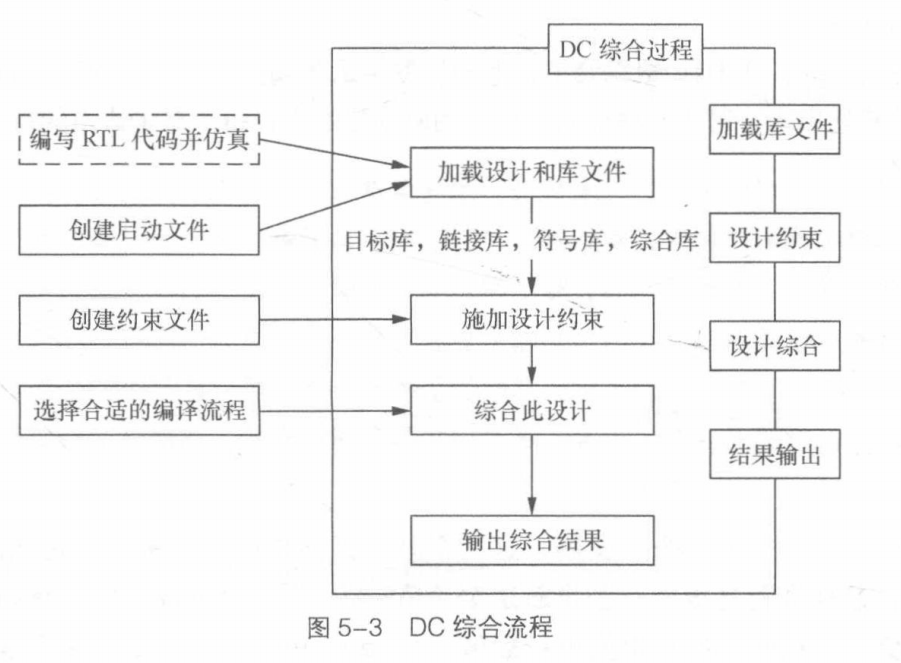 DC 综合过程
编写 RTL 代码并仿真
创建启动文件
创建约束文件
选择合适的编译流程
加载设计和库文件
目标库，链接库，符号库，综合库
施加设计约束
综合此设计
输出综合结果
加载库文件
设计约束
设计综合
结果输出
图 5-3 DC 综合流程